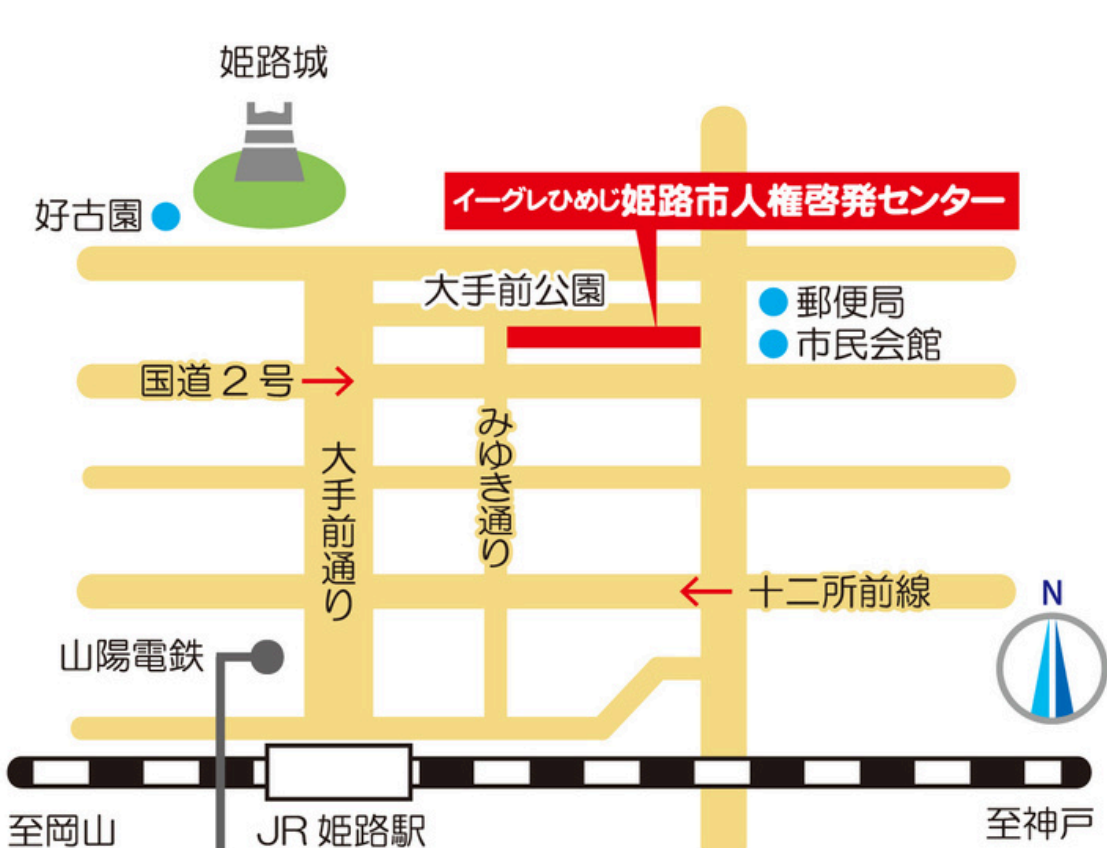 姫路城
イーグレひめじ姫路市人権啓発センター
好古園
大手前公園
郵便局
市民会館
国道2号
みゆき通り
大手前通り
十二所前線
N
山陽電鉄
至岡山
JR 姫路駅
至神戸